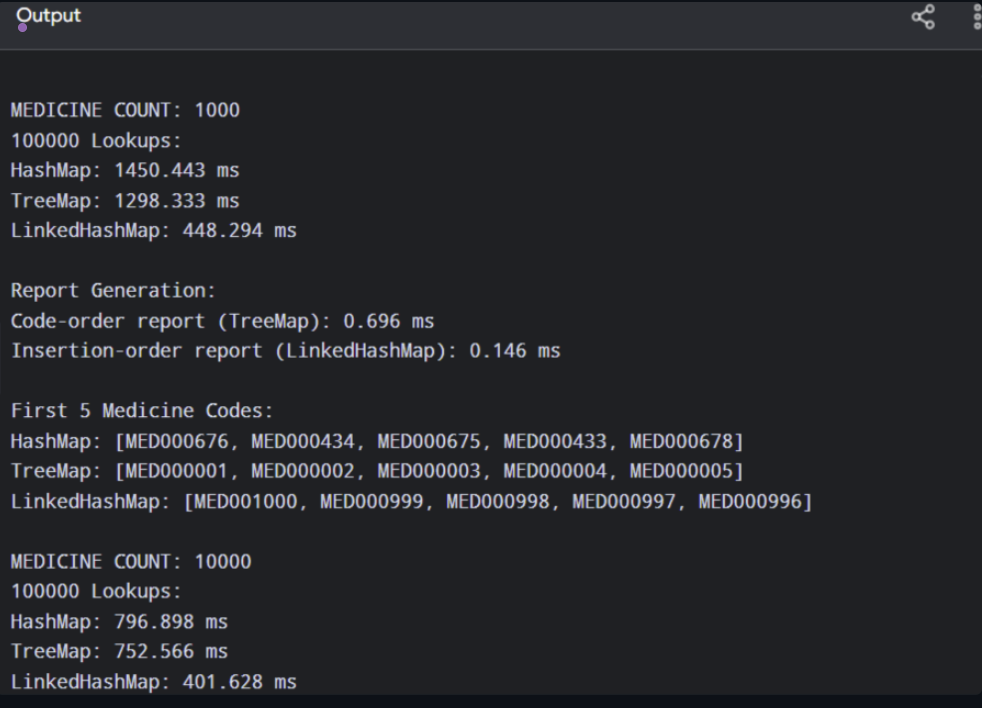 Output
MEDICINE COUNT: 1000
100000 Lookups:
HashMap: 1450.443 ms
TreeMap: 1298.333 ms
LinkedHashMap: 448.294 ms
Report Generation:
Code-order report (TreeMap): 0.696 ms
Insertion-order report (LinkedHashMap): 0.146 ms
First 5 Medicine Codes:
HashMap: [MED000676, MED000434, MED000675, MED000433, MED000678]
TreeMap: [MED000001, MED000002, MED000003, MED000004, MED000005]
LinkedHashMap: [MED001000, MED000999, MED000998, MED000997, MED000996]
MEDICINE COUNT: 10000
100000 Lookups:
HashMap: 796.898 ms
TreeMap: 752.566 ms
LinkedHashMap: 401.628 ms